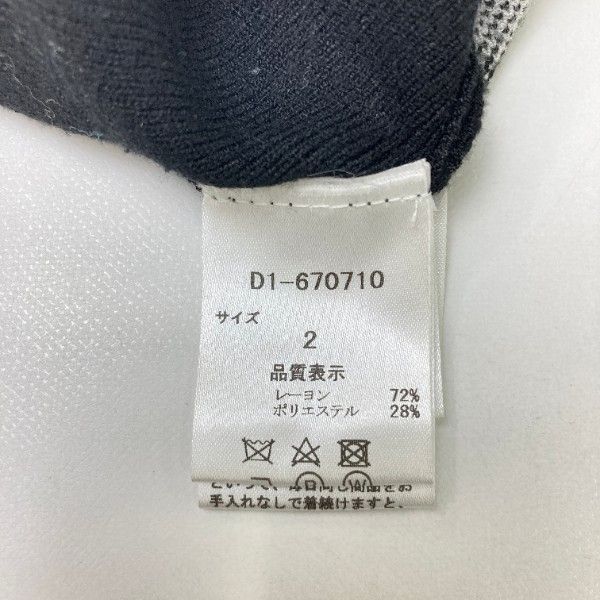 D1-670710
サイズ
2
品質表示
レーヨン 72%
ポリエステル 28%
手入れなしで着続けますと、